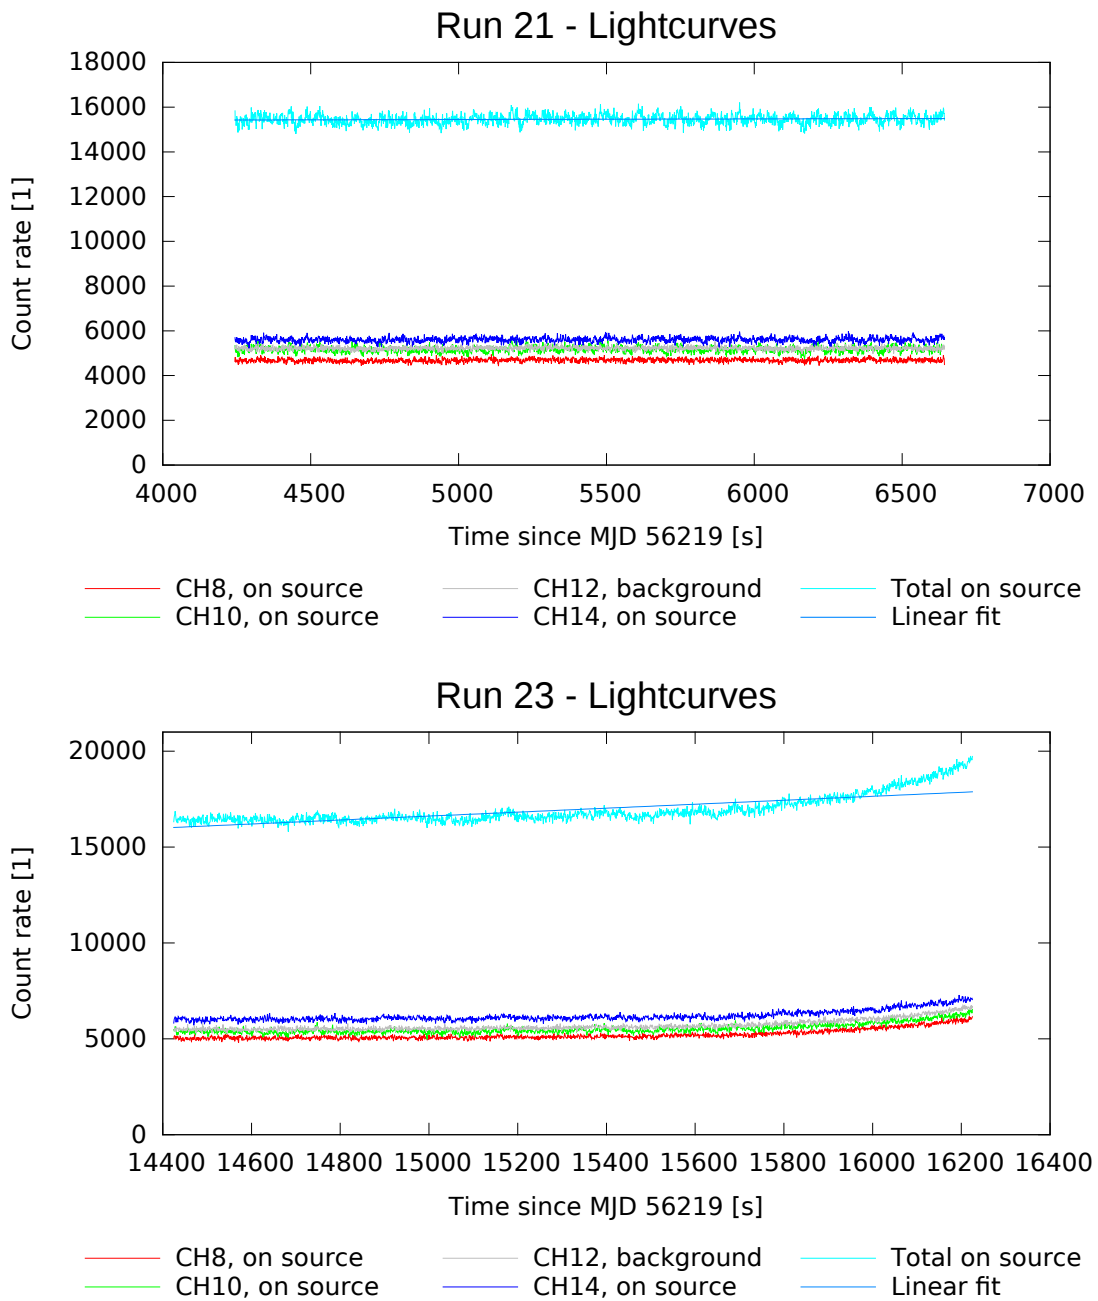 Run 21 - Lightcurves
18000
16000
14000
12000
10000
8000
6000
4000
2000
0
Count rate [1]
4000 4500 5000 5500 6000 6500 7000
Time since MJD 56219 [s]
CH8, on source CH12, background Total on source
CH10, on source CH14, on source Linear fit
Run 23 - Lightcurves
20000
15000
10000
5000
0
Count rate [1]
14400 14600 14800 15000 15200 15400 15600 15800 16000 16200 16400
Time since MJD 56219 [s]
CH8, on source CH12, background Total on source
CH10, on source CH14, on source Linear fit